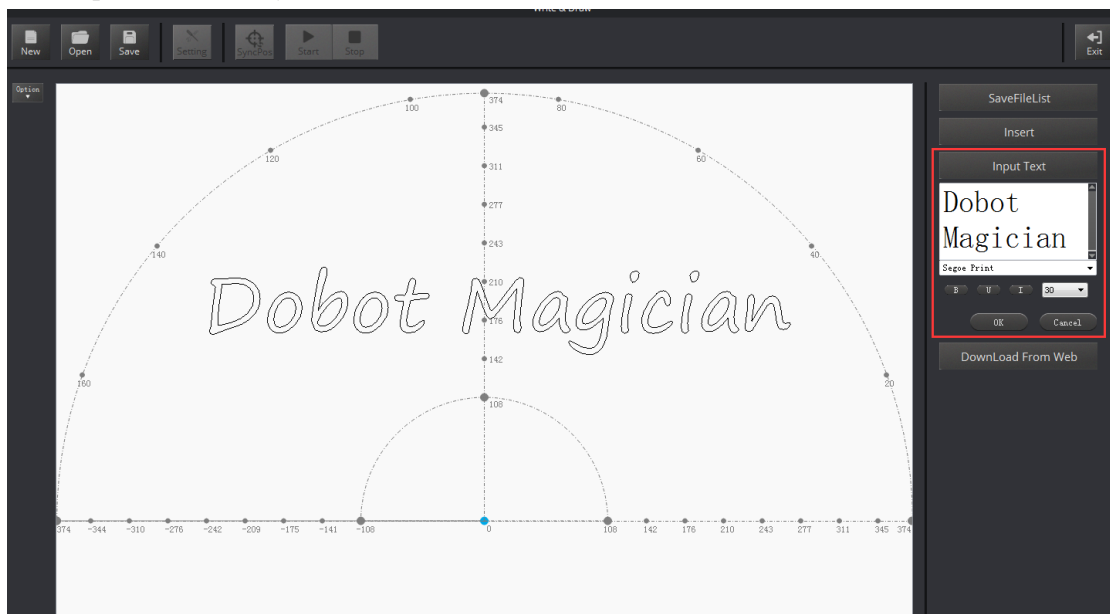 Write & Draw
New Open Save Setting SyncPos Start Stop Exit
Option
SaveFileList
Insert
Input Text
Dobot
Magician
Segoe Print
B U I 30
OK Cancel
DownLoad From Web
374
100 80
345
120 60
311
277
140 243 40
210
Dobot Magician
176
142
160 20
108
374 -344 -310 -276 -242 -209 -175 -141 -108 0 108 142 176 210 243 277 311 345 374